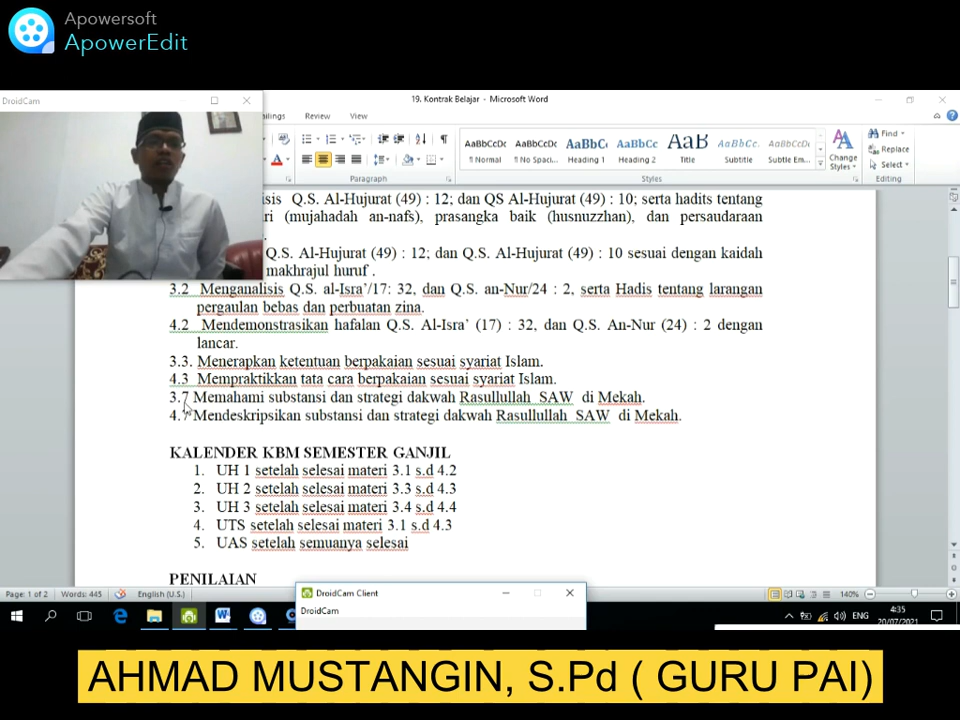 Apowersoft
ApowerEdit
DroidCam
19. Kontrak Belajar - Microsoft Word
Review View
AaBbCcDc AaBbCcDc AaBbC AaBbCc AaB AaBbCc. AaBbCcDc
¶ Normal ¶ No Spaci... Heading 1 Heading 2 Title Subtitle Subtle Em...
Change Styles
Find
Replace
Select
Paragraph Styles Editing
isis Q.S. Al-Hujurat (49) : 12; dan QS Al-Hujurat (49) : 10; serta hadits tentang
ri (mujahadah an-nafs), prasangka baik (husnuzzhan), dan persaudaraan
Q.S. Al-Hujurat (49) : 12; dan Q.S. Al-Hujurat (49) : 10 sesuai dengan kaidah
makhrajul huruf .
3.2 Menganalisis Q.S. al-Isra’/17: 32, dan Q.S. an-Nur/24 : 2, serta Hadis tentang larangan
pergaulan bebas dan perbuatan zina.
4.2 Mendemonstrasikan hafalan Q.S. Al-Isra’ (17) : 32, dan Q.S. An-Nur (24) : 2 dengan
lancar.
3.3. Menerapkan ketentuan berpakaian sesuai syariat Islam.
4.3 Mempraktikkan tata cara berpakaian sesuai syariat Islam.
3.7 Memahami substansi dan strategi dakwah Rasullullah SAW di Mekah.
4.7 Mendeskripsikan substansi dan strategi dakwah Rasullullah SAW di Mekah.
KALENDER KBM SEMESTER GANJIL
1. UH 1 setelah selesai materi 3.1 s.d 4.2
2. UH 2 setelah selesai materi 3.3 s.d 4.3
3. UH 3 setelah selesai materi 3.4 s.d 4.4
4. UTS setelah selesai materi 3.1 s.d 4.3
5. UAS setelah semuanya selesai
PENILAIAN
Page: 1 of 2 Words: 445 English (U.S.) 140%
DroidCam Client
DroidCam
ENG
4:35
20/07/2021
AHMAD MUSTANGIN, S.Pd ( GURU PAI)